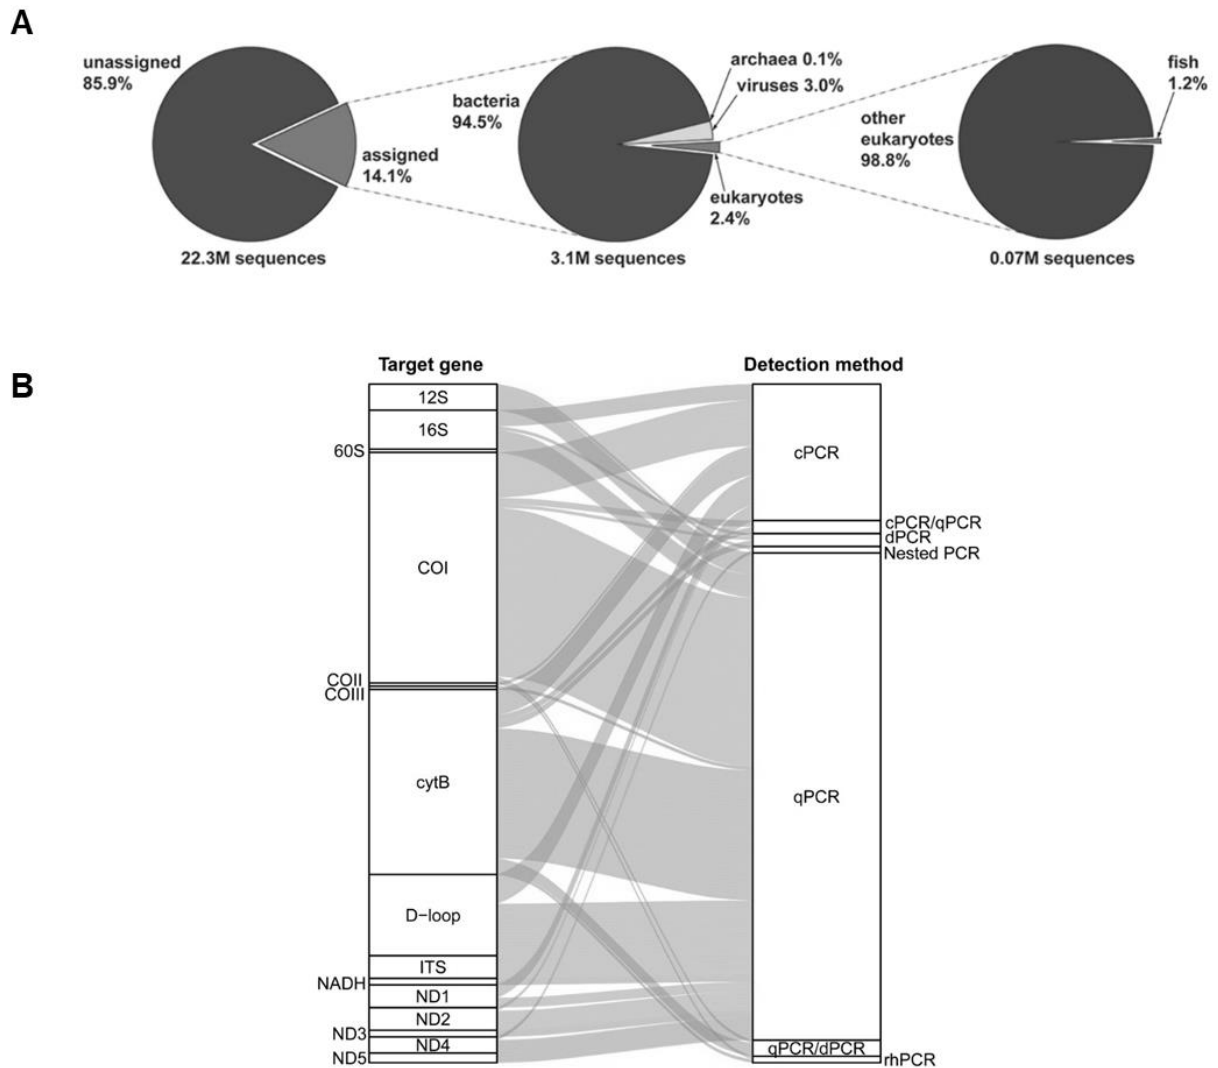 A
unassigned
85.9%
assigned
14.1%
22.3M sequences
bacteria
94.5%
archaea 0.1%
viruses 3.0%
eukaryotes
2.4%
3.1M sequences
other
eukaryotes
98.8%
fish
1.2%
0.07M sequences
B
Target gene
12S
16S
60S
COI
COII
COIII
cytB
D-loop
ITS
NADH
ND1
ND2
ND3
ND4
ND5
Detection method
cPCR
cPCR/qPCR
dPCR
Nested PCR
qPCR
qPCR/dPCR
rhPCR